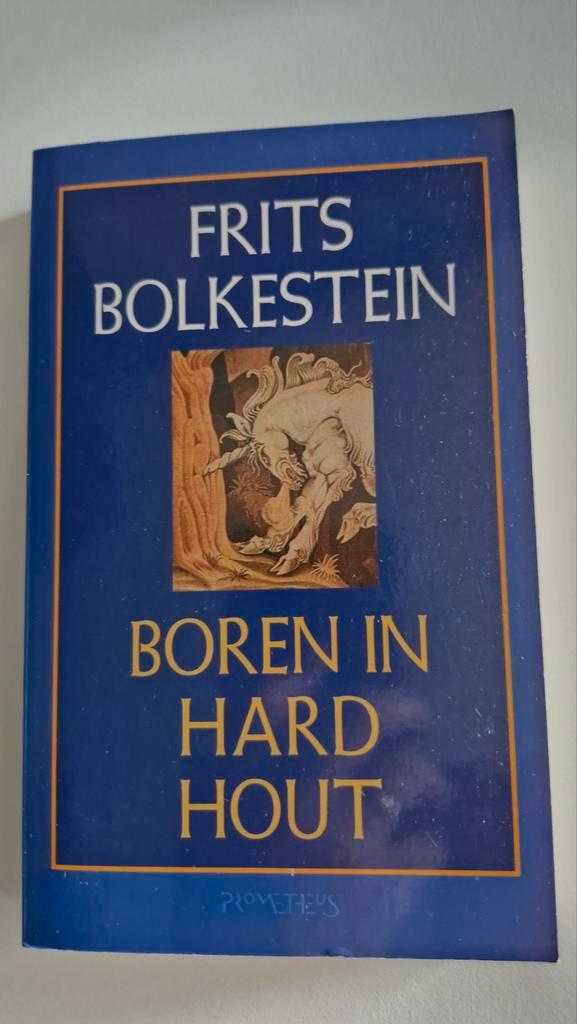 FRITS
BOLKESTEIN
BOREN IN
HARD
HOUT
PROMETHEUS